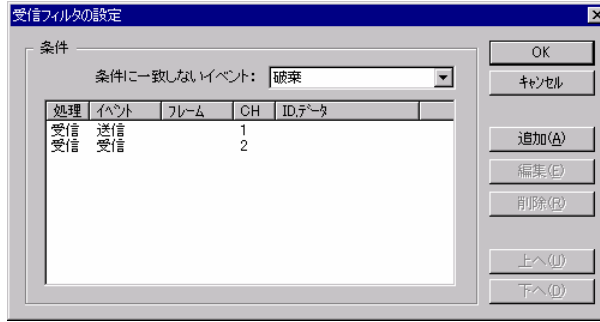 受信フィルタの設定
条件
条件に一致しないイベント: 破棄
処理 イベント フレーム CH ID,データ
受信 送信 1
受信 受信 2
OK
キャンセル
追加(A)
編集(E)
削除(R)
上へ(U)
下へ(D)